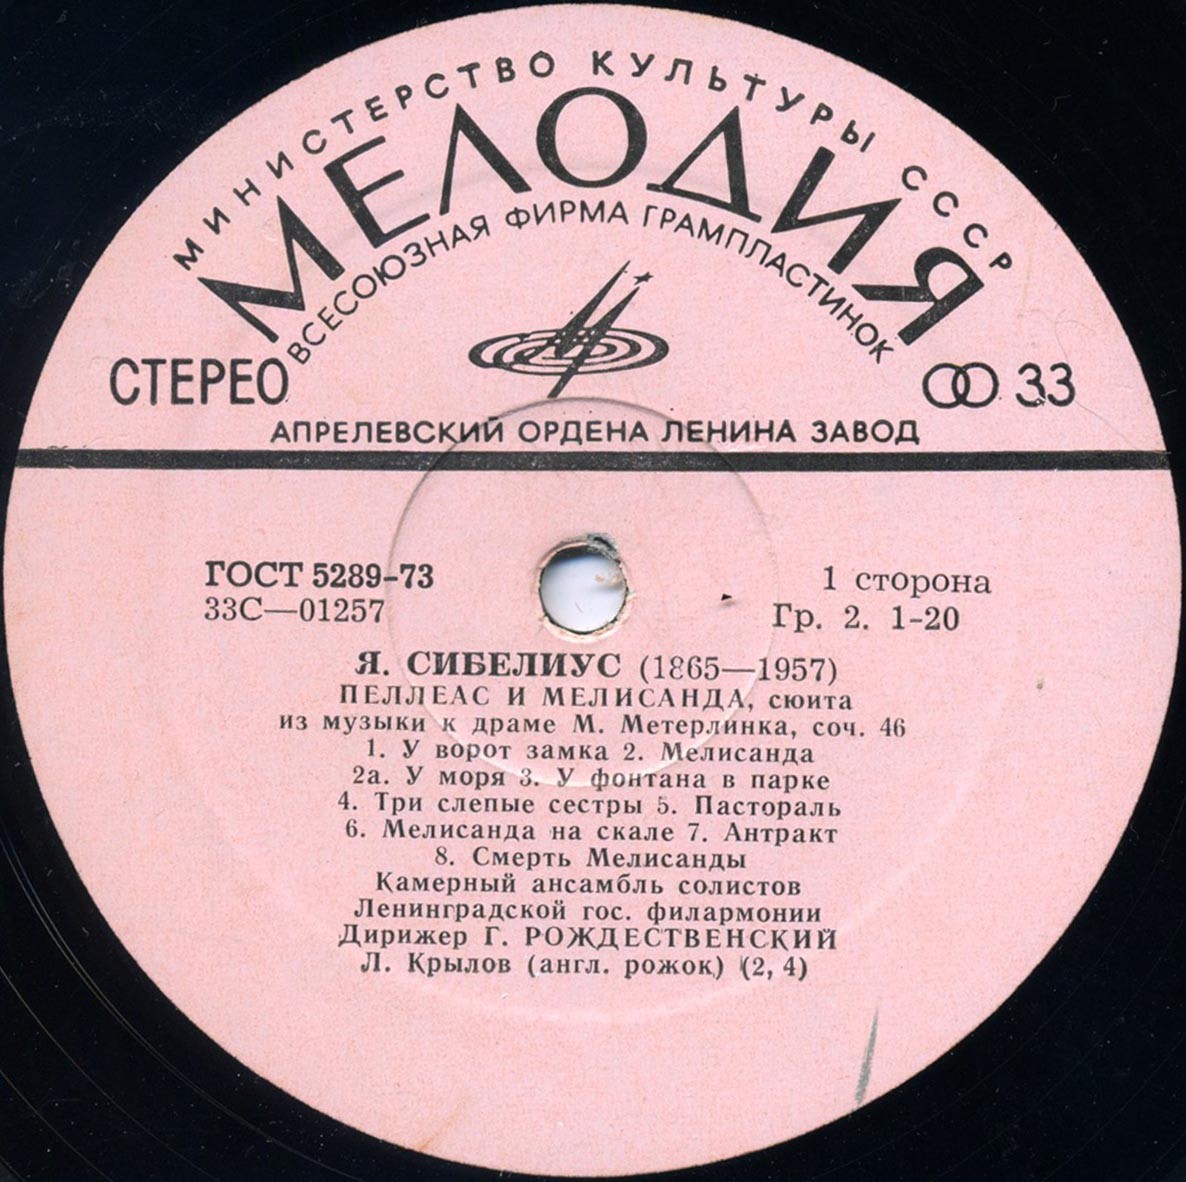 МИНИСТЕРСТВО КУЛЬТУРЫ СССР
МЕЛОДИЯ
ВСЕСОЮЗНАЯ ФИРМА ГРАМПЛАСТИНОК
СТЕРЕО
33
АПРЕЛЕВСКИЙ ОРДЕНА ЛЕНИНА ЗАВОД
ГОСТ 5289-73
33С—01257
1 сторона
Гр. 2. 1-20
Я. СИБЕЛИУС (1865—1957)
ПЕЛЛЕАС И МЕЛИСАНДА, сюита
из музыки к драме М. Метерлинка, соч. 46
1. У ворот замка 2. Мелисанда
2а. У моря 3. У фонтана в парке
4. Три слепые сестры 5. Пастораль
6. Мелисанда на скале 7. Антракт
8. Смерть Мелисанды
Камерный ансамбль солистов
Ленинградской гос. филармонии
Дирижер Г. РОЖДЕСТВЕНСКИЙ
Л. Крылов (англ. рожок) (2, 4)